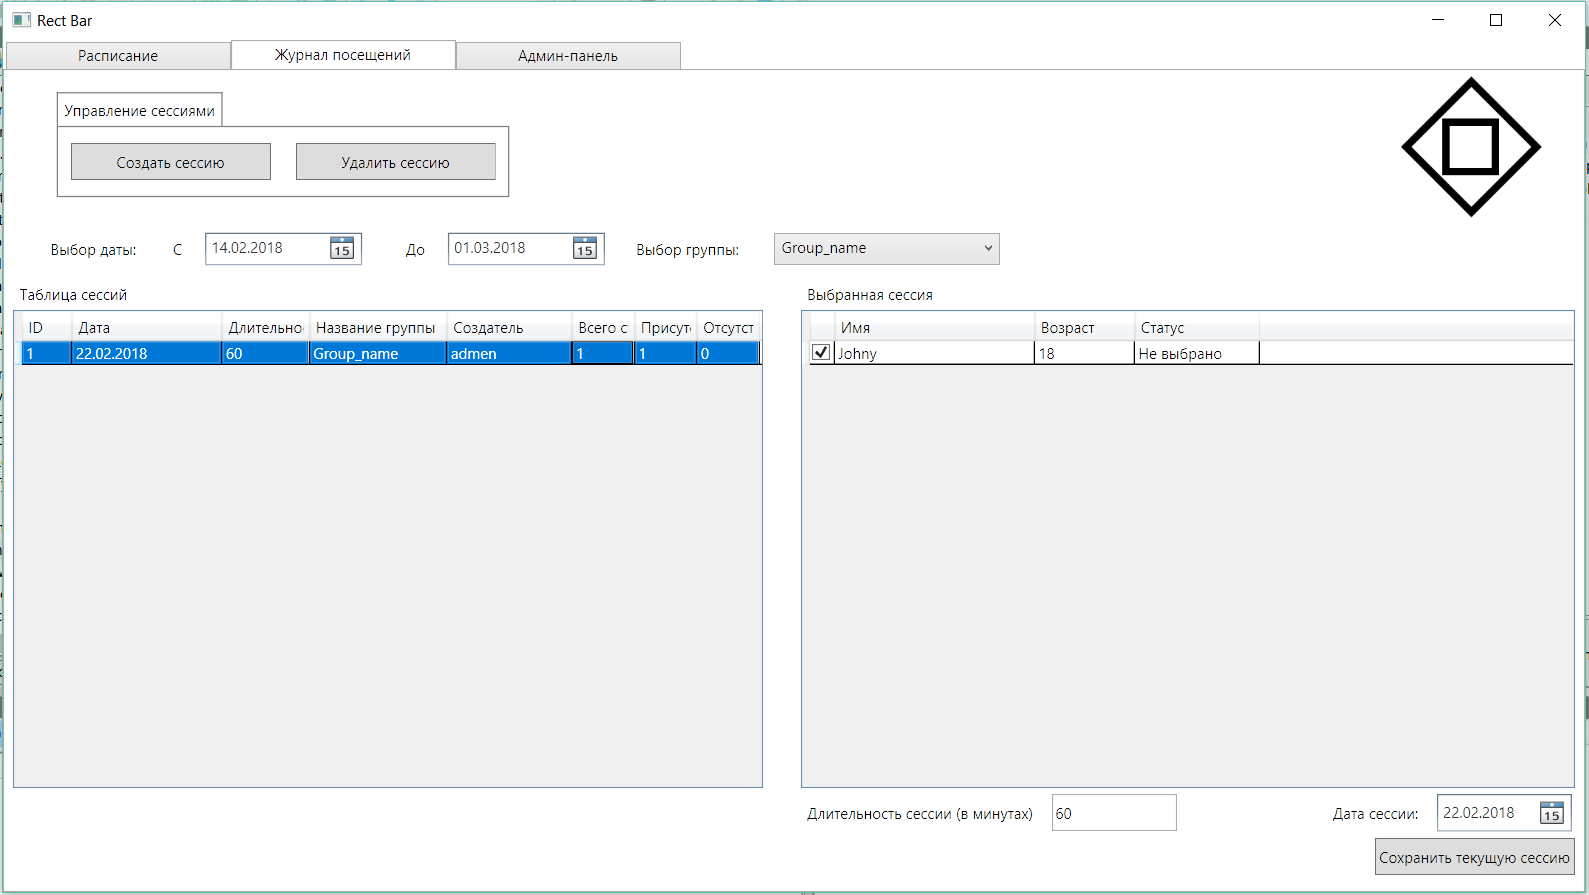 Rect Bar
Расписание Журнал посещений Админ-панель
Управление сессиями
Создать сессию Удалить сессию
Выбор даты: С 14.02.2018 15 До 01.03.2018 15 Выбор группы: Group_name
Таблица сессий Выбранная сессия
ID Дата Длительно Название группы Создатель Всего с Присут Отсутст Имя Возраст Статус
1 22.02.2018 60 Group_name admen 1 1 0 Johny 18 Не выбрано
Длительность сессии (в минутах) 60 Дата сессии: 22.02.2018 15
Сохранить текущую сессию